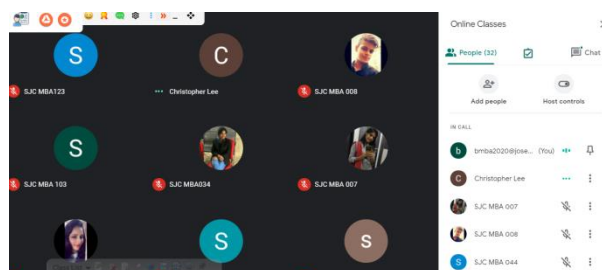 Online Classes
People (32)
Chat
Add people
Host controls
IN CALL
b
bmba2020@jose... (You)
C
Christopher Lee
SJC MBA 007
SJC MBA 008
S
SJC MBA 044
S
SJC MBA123
C
Christopher Lee
SJC MBA 008
S
SJC MBA 103
SJC MBA034
SJC MBA 007
S
s